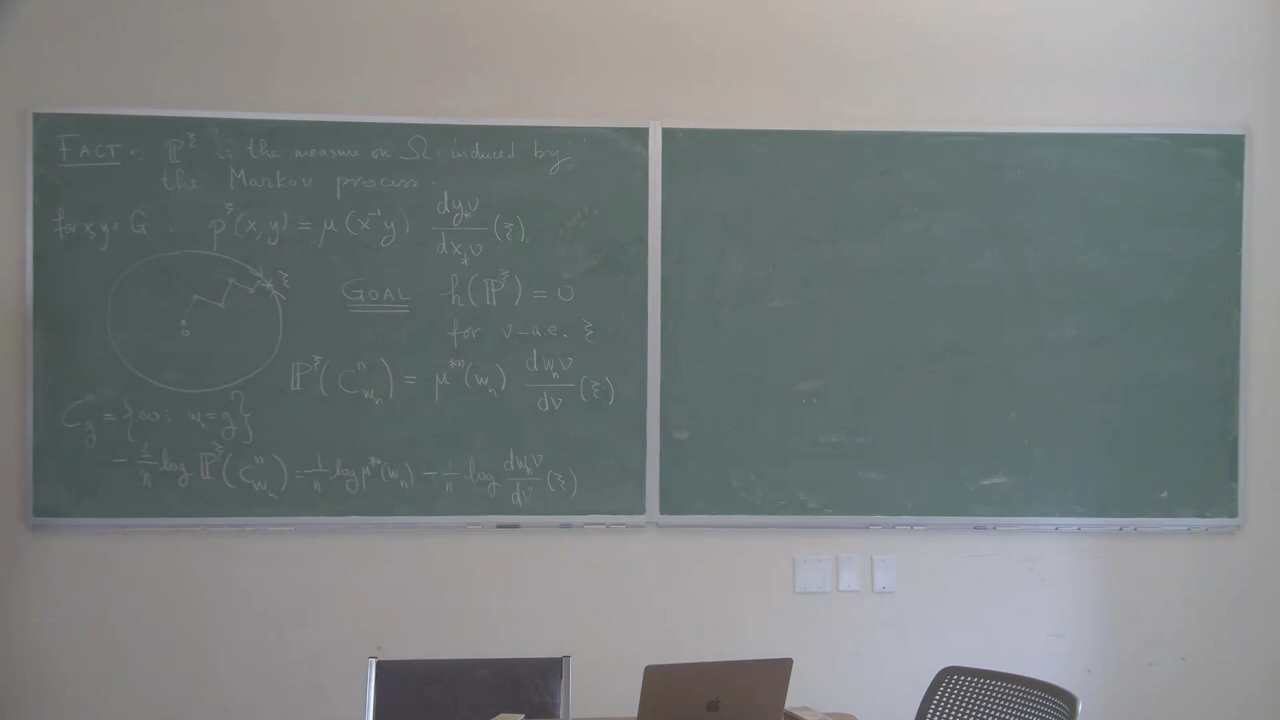 FACT : ℙ^ξ is the measure on Ω induced by
the Markov process.
for x,y∈G p^ξ(x,y) = μ(x⁻¹y) dy_*ν/dx_*ν (ξ)
ξ
o
GOAL h(ℙ^ξ) = 0
for ν-a.e. ξ
ℙ^ξ(C^n_{w_n}) = μ^{*n}(w_n) dw_nν/dν (ξ)
C^n_g = {ω : w_n = g}
- 1/n log ℙ^ξ(C^n_{w_n}) = -1/n log μ^{*n}(w_n) - 1/n log dw_nν/dν (ξ)